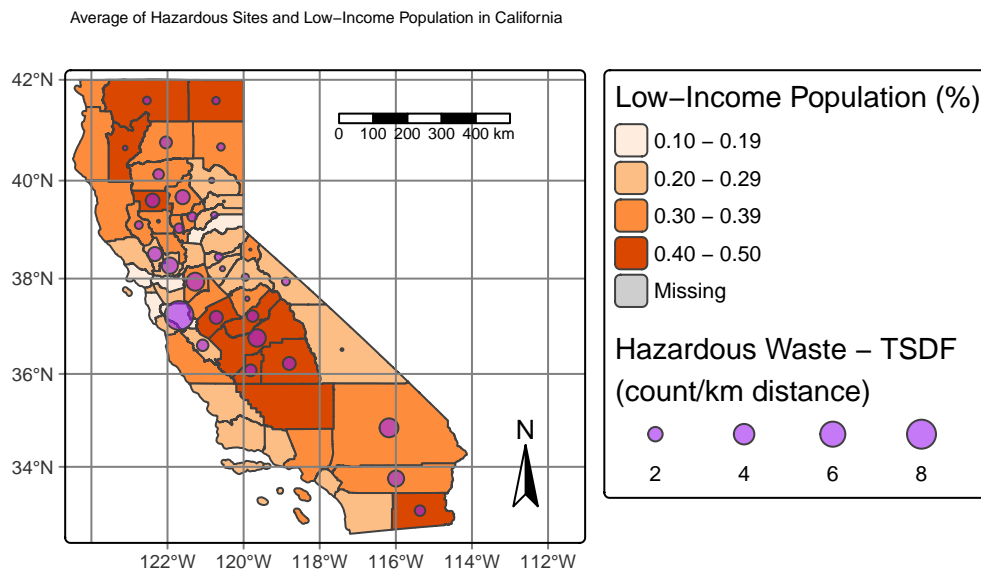 Average of Hazardous Sites and Low−Income Population in California
42°N
40°N
38°N
36°N
34°N
122°W 120°W 118°W 116°W 114°W 112°W
0 100 200 300 400 km
N
Low−Income Population (%)
0.10 − 0.19
0.20 − 0.29
0.30 − 0.39
0.40 − 0.50
Missing
Hazardous Waste − TSDF
(count/km distance)
2 4 6 8